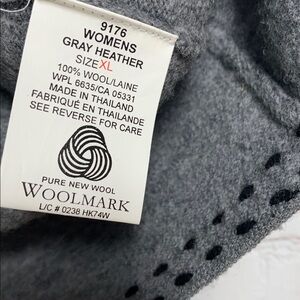 9176
WOMENS
GRAY HEATHER
SIZE XL
100% WOOL/LAINE
WPL 6635/CA 05331
MADE IN THAILAND
FABRIQUÉ EN THAILANDE
SEE REVERSE FOR CARE
PURE NEW WOOL
WOOLMARK
L/C # 0238 HK74W